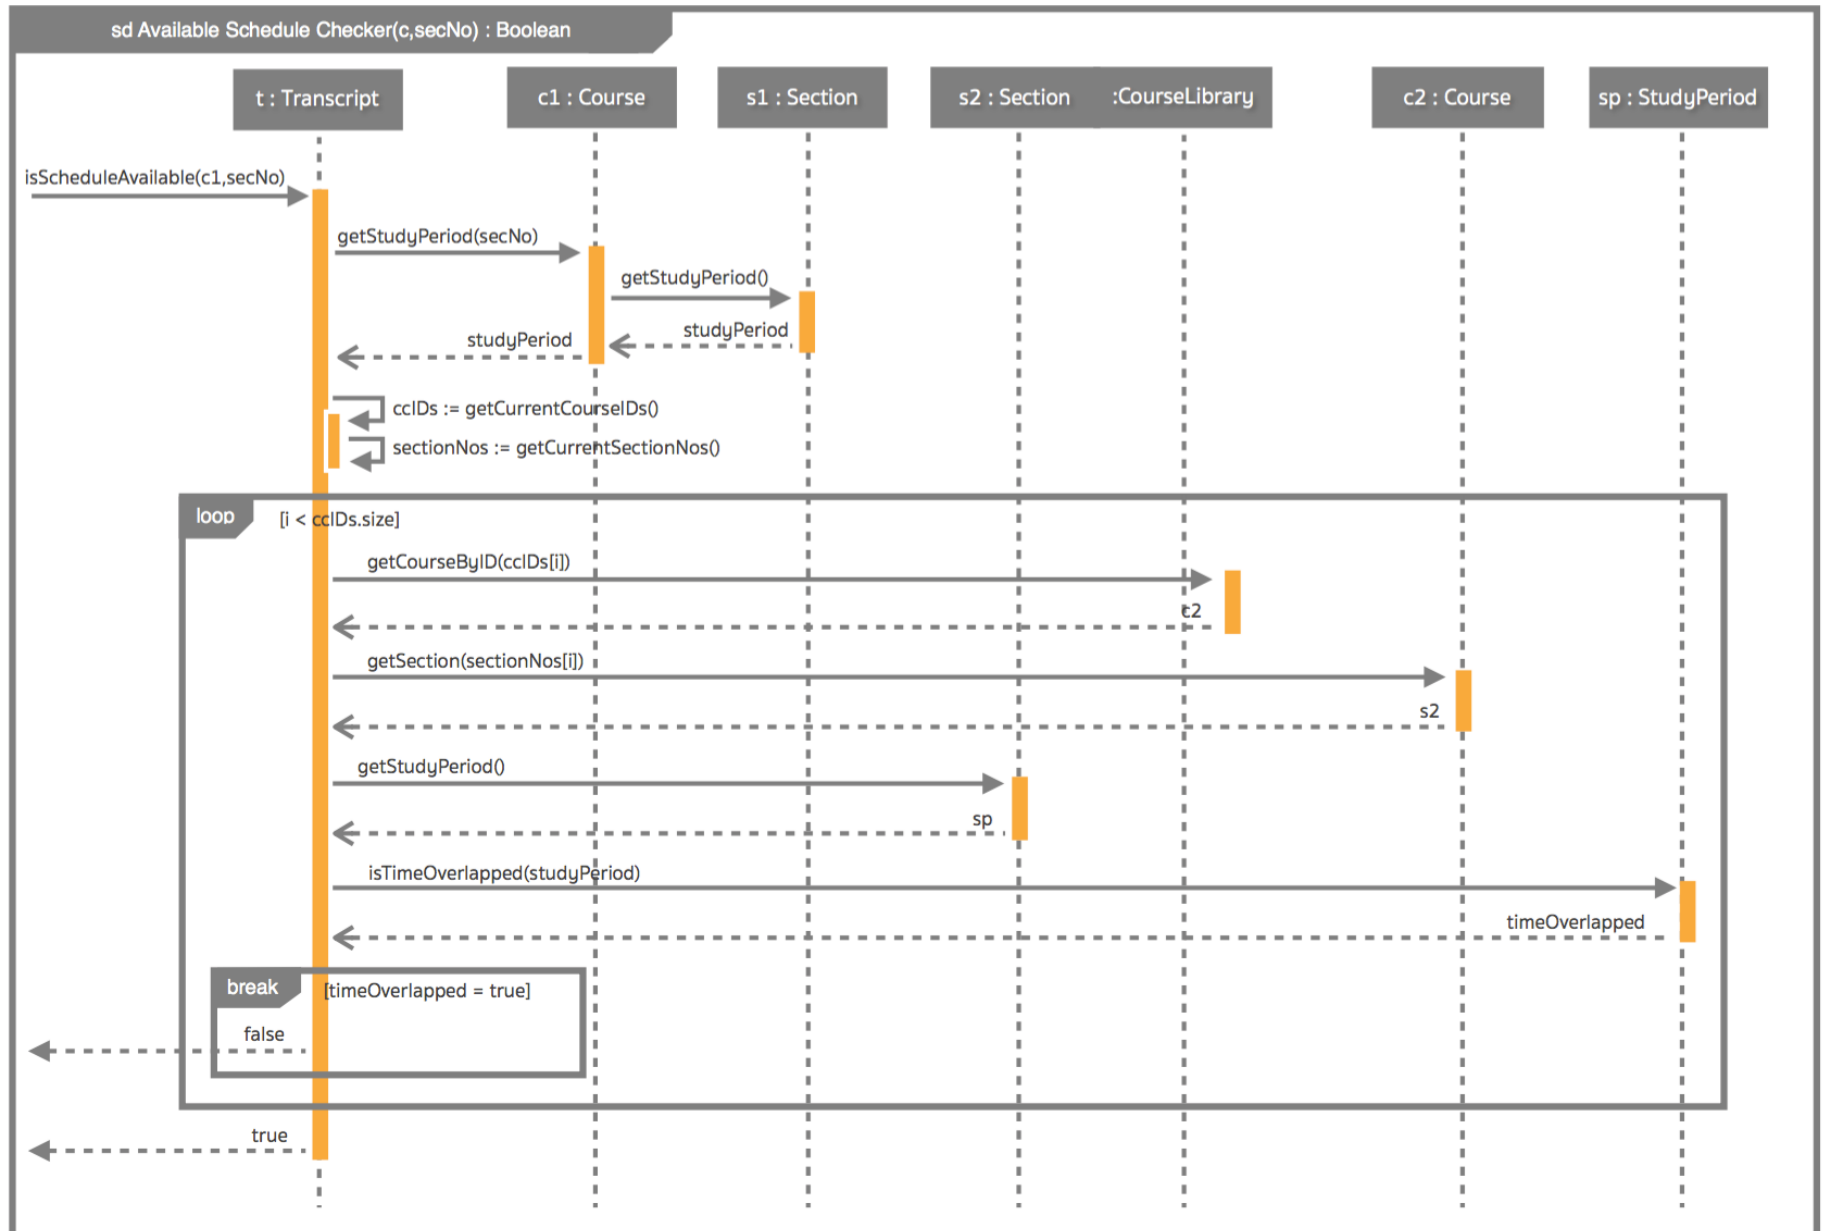 sd Available Schedule Checker(c,secNo) : Boolean
t : Transcript
c1 : Course
s1 : Section
s2 : Section
:CourseLibrary
c2 : Course
sp : StudyPeriod
isScheduleAvailable(c1,secNo)
getStudyPeriod(secNo)
getStudyPeriod()
studyPeriod
studyPeriod
ccIDs := getCurrentCourseIDs()
sectionNos := getCurrentSectionNos()
loop
[i < ccIDs.size]
getCourseByID(ccIDs[i])
c2
getSection(sectionNos[i])
s2
getStudyPeriod()
sp
isTimeOverlapped(studyPeriod)
timeOverlapped
break
[timeOverlapped = true]
false
true